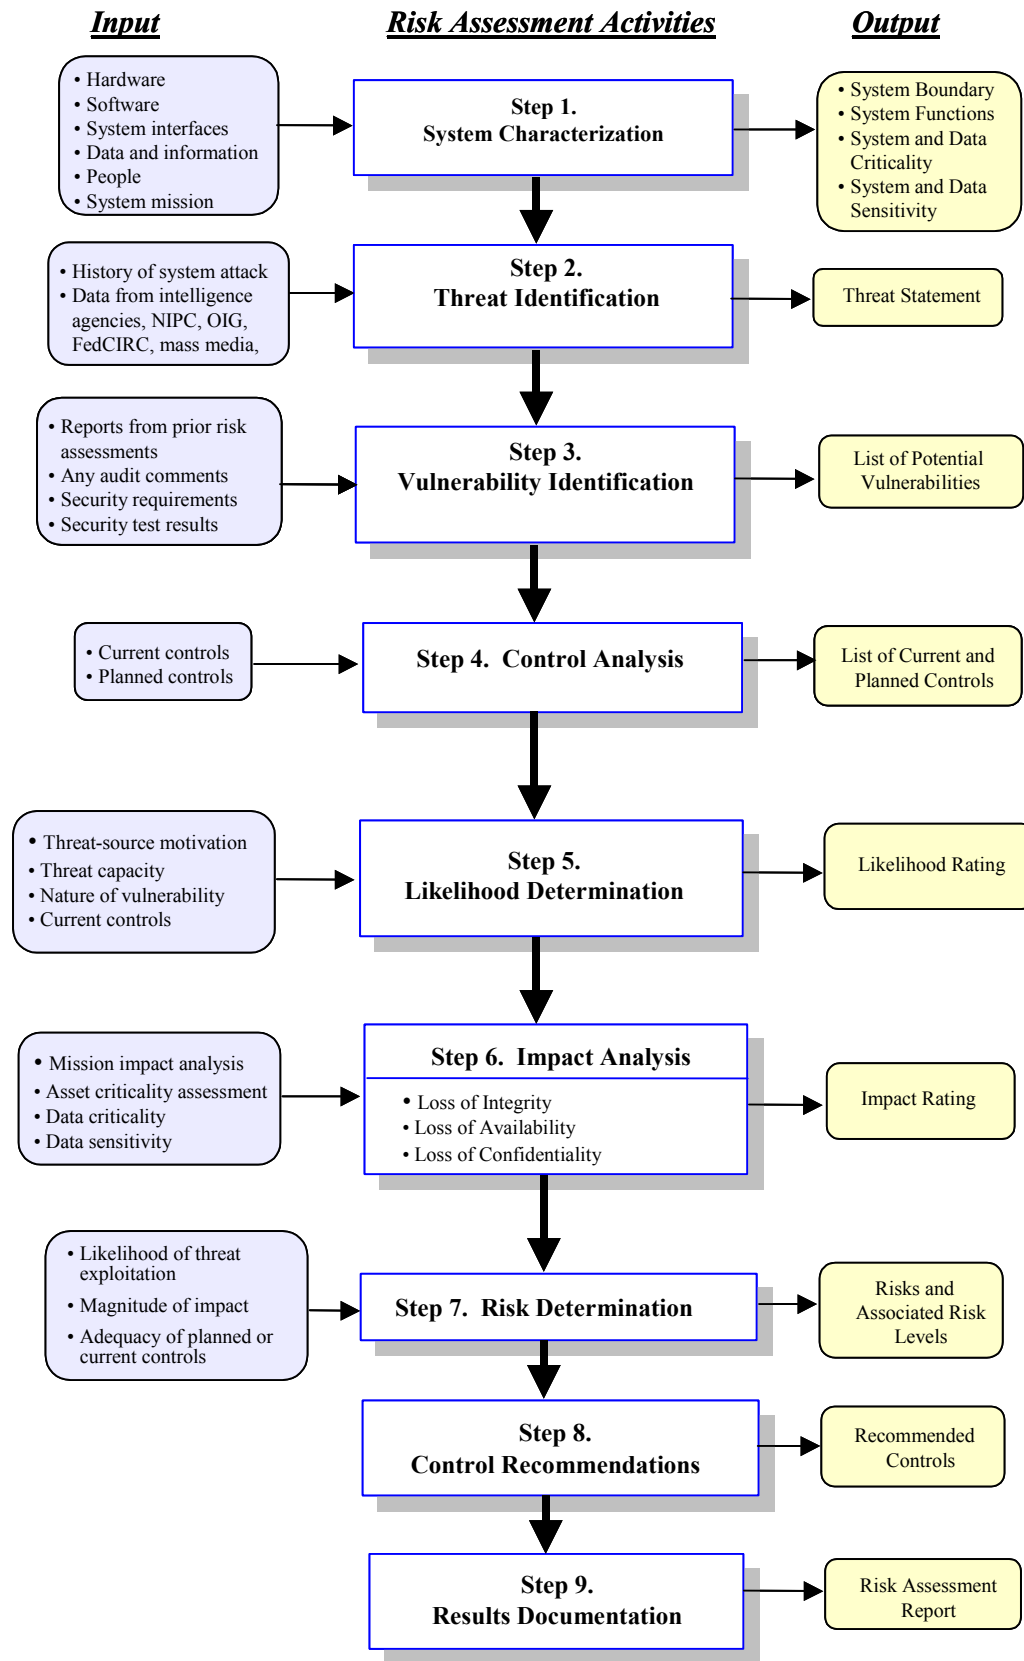 Input
Risk Assessment Activities
Output
• Hardware
• Software
• System interfaces
• Data and information
• People
• System mission
Step 1.
System Characterization
• System Boundary
• System Functions
• System and Data
Criticality
• System and Data
Sensitivity
• History of system attack
• Data from intelligence
agencies, NIPC, OIG,
FedCIRC, mass media,
Step 2.
Threat Identification
Threat Statement
• Reports from prior risk
assessments
• Any audit comments
• Security requirements
• Security test results
Step 3.
Vulnerability Identification
List of Potential
Vulnerabilities
• Current controls
• Planned controls
Step 4. Control Analysis
List of Current and
Planned Controls
• Threat-source motivation
• Threat capacity
• Nature of vulnerability
• Current controls
Step 5.
Likelihood Determination
Likelihood Rating
• Mission impact analysis
• Asset criticality assessment
• Data criticality
• Data sensitivity
Step 6. Impact Analysis
• Loss of Integrity
• Loss of Availability
• Loss of Confidentiality
Impact Rating
• Likelihood of threat
exploitation
• Magnitude of impact
• Adequacy of planned or
current controls
Step 7. Risk Determination
Risks and
Associated Risk
Levels
Step 8.
Control Recommendations
Recommended
Controls
Step 9.
Results Documentation
Risk Assessment
Report